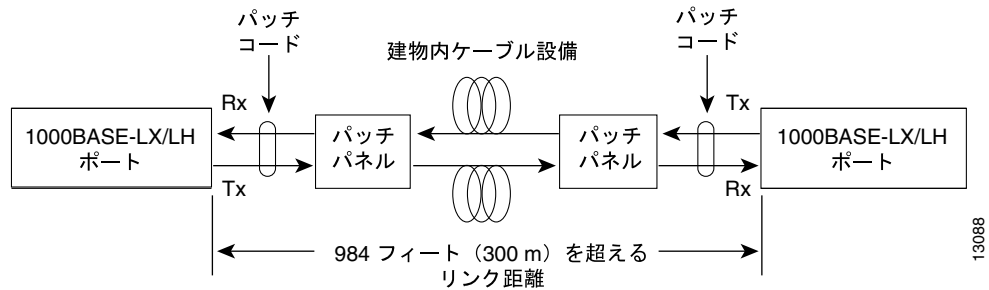 パッチ
コード
建物内ケーブル設備
パッチ
コード
Rx
Tx
1000BASE-LX/LH
ポート
パッチ
パネル
パッチ
パネル
1000BASE-LX/LH
ポート
Tx
Rx
984 フィート（300 m）を超える
リンク距離
13088